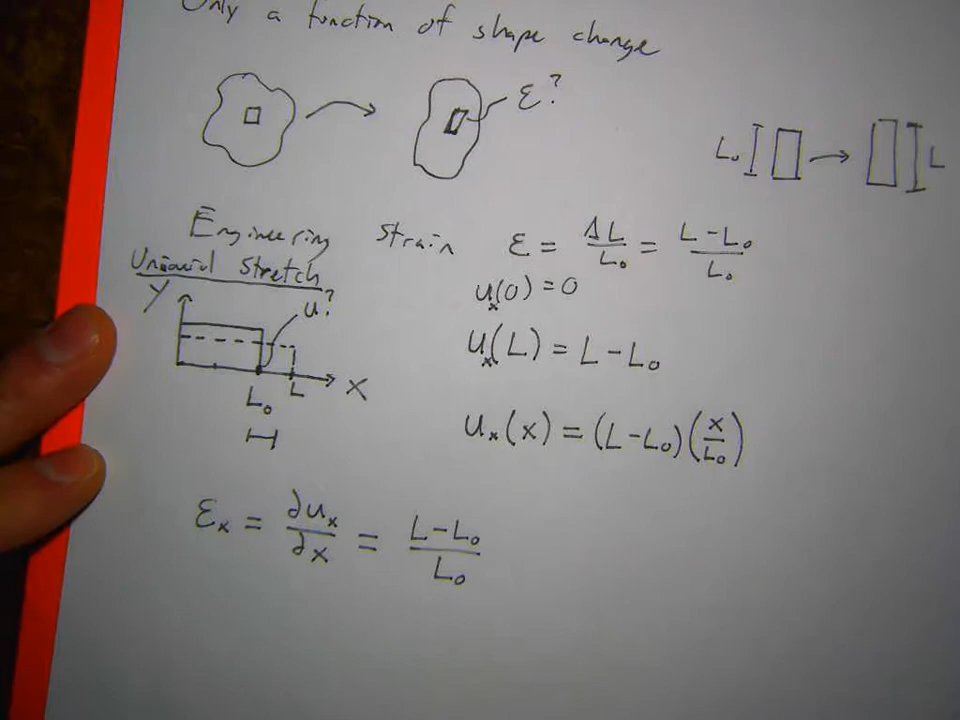 Only a function of shape change
ε?
L₀ L
Engineering Strain ε = ΔL/L₀ = (L-L₀)/L₀
Uniaxial Stretch
uₓ(0) = 0
Y u?
uₓ(L) = L-L₀
L₀ L X
uₓ(x) = (L-L₀)(x/L₀)
εₓ = ∂uₓ/∂x = (L-L₀)/L₀